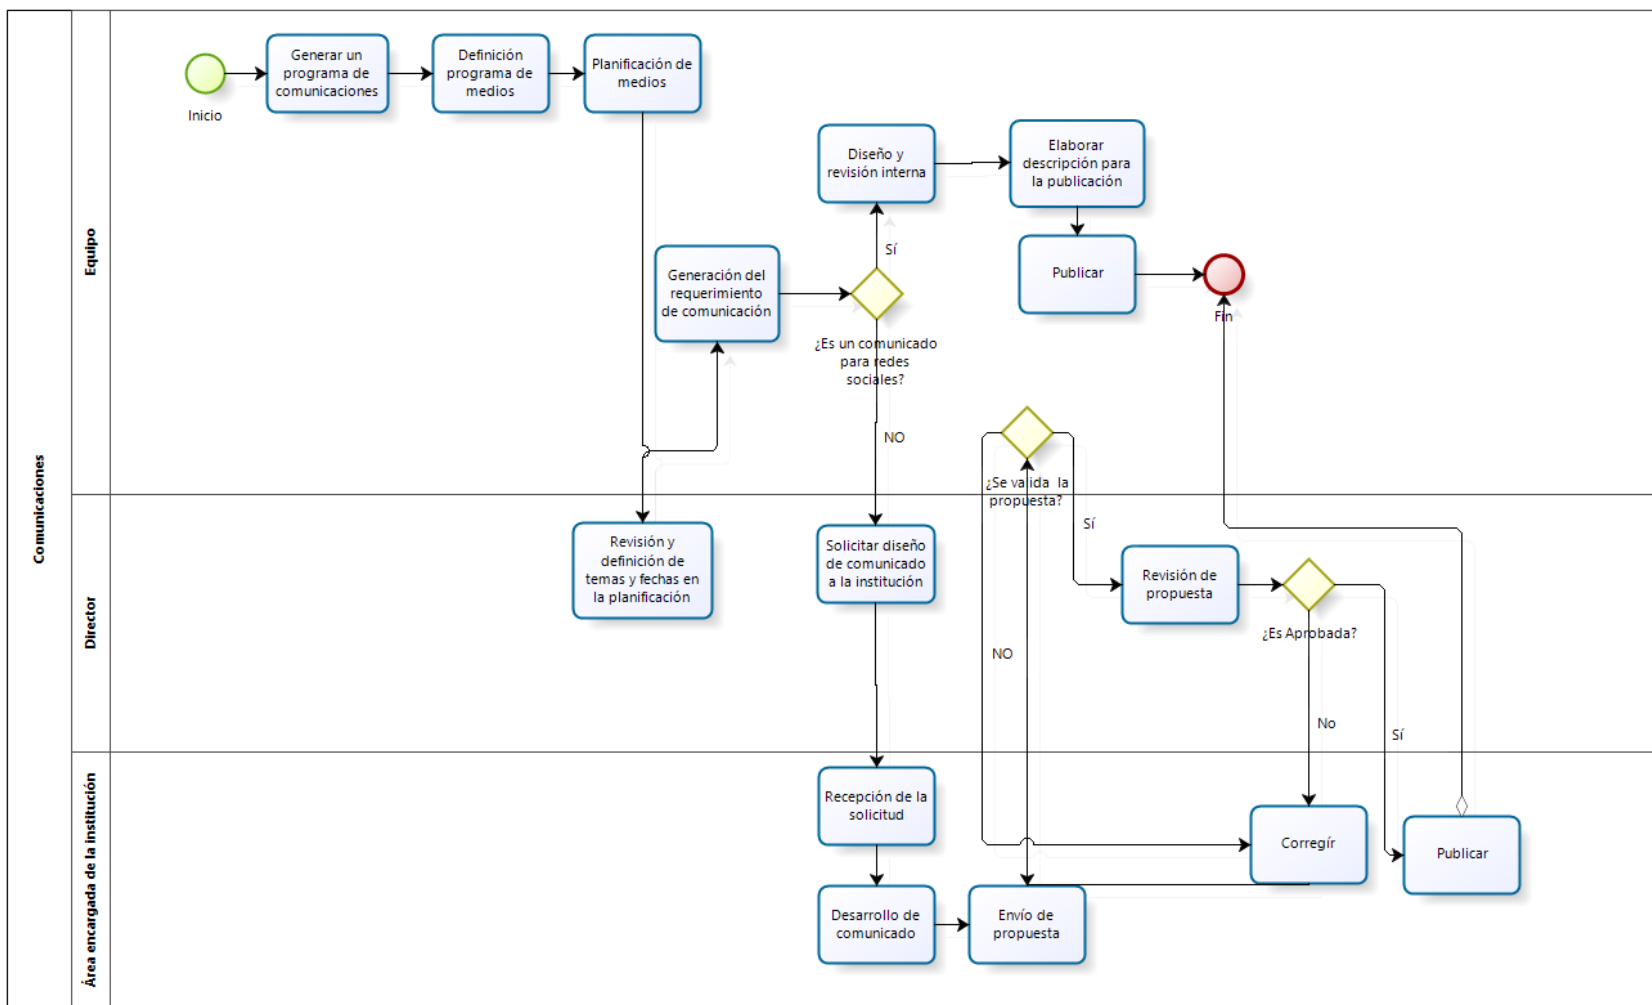 Comunicaciones
Equipo
Inicio
Generar un
programa de
comunicaciones
Definición
programa de
medios
Planificación de
medios
Diseño y
revisión interna
Elaborar
descripción para
la publicación
Sí
Generación del
requerimiento
de comunicación
Publicar
Fin
¿Es un comunicado
para redes
sociales?
NO
¿Se valida la
propuesta?
Director
Revisión y
definición de
temas y fechas en
la planificación
Solicitar diseño
de comunicado
a la institución
Sí
Revisión de
propuesta
¿Es Aprobada?
NO
No
Sí
Área encargada de la institución
Recepción de la
solicitud
Corregír
Publicar
Desarrollo de
comunicado
Envío de
propuesta